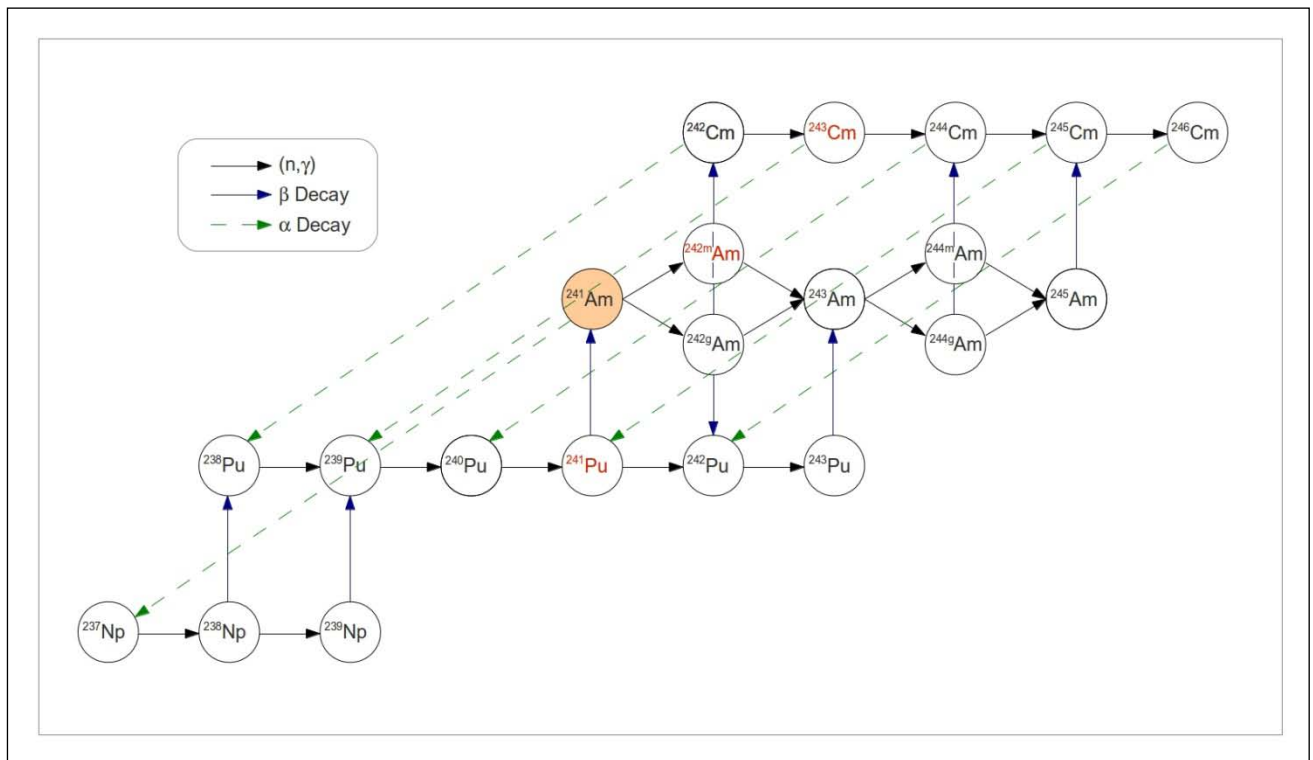 ²⁴²Cm ²⁴³Cm ²⁴⁴Cm ²⁴⁵Cm ²⁴⁶Cm
(n,γ)
β Decay
α Decay
²⁴²ᵐAm ²⁴⁴ᵐAm
²⁴¹Am ²⁴³Am ²⁴⁵Am
²⁴²ᵍAm ²⁴⁴ᵍAm
²³⁸Pu ²³⁹Pu ²⁴⁰Pu ²⁴¹Pu ²⁴²Pu ²⁴³Pu
²³⁷Np ²³⁸Np ²³⁹Np